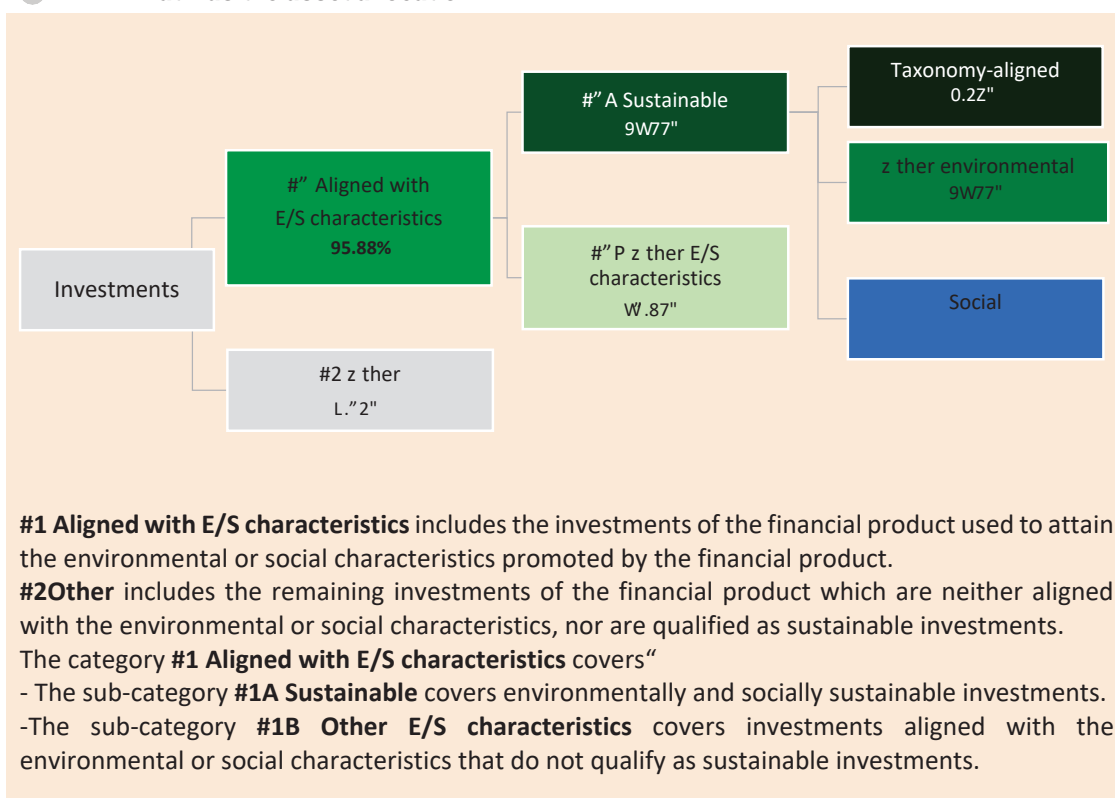 Investments
#″ Aligned with
E/S characteristics
95.88%
#2 z ther
L.″2"
#″ A Sustainable
9W77"
#″P z ther E/S
characteristics
W″.87"
Taxonomy-aligned
0.2Z"
z ther environmental
9W77"
Social
#1 Aligned with E/S characteristics includes the investments of the financial product used to attain
the environmental or social characteristics promoted by the financial product.
#2Other includes the remaining investments of the financial product which are neither aligned
with the environmental or social characteristics, nor are qualified as sustainable investments.
The category #1 Aligned with E/S characteristics covers“
- The sub-category #1A Sustainable covers environmentally and socially sustainable investments.
-The sub-category #1B Other E/S characteristics covers investments aligned with the
environmental or social characteristics that do not qualify as sustainable investments.